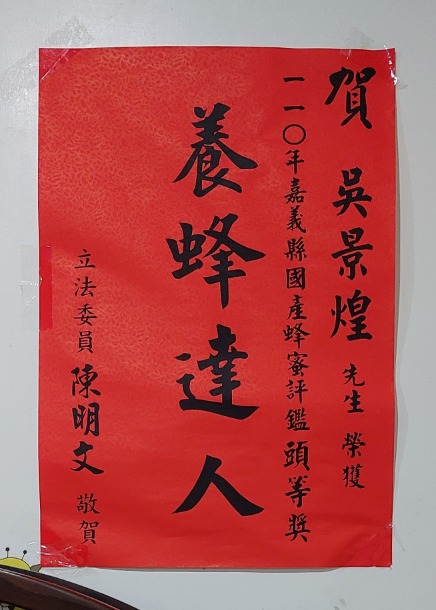 賀 吳景煌 先生 榮獲
一一〇年嘉義縣國產蜂蜜評鑑頭等獎
養蜂達人
立法委員 陳明文 敬賀